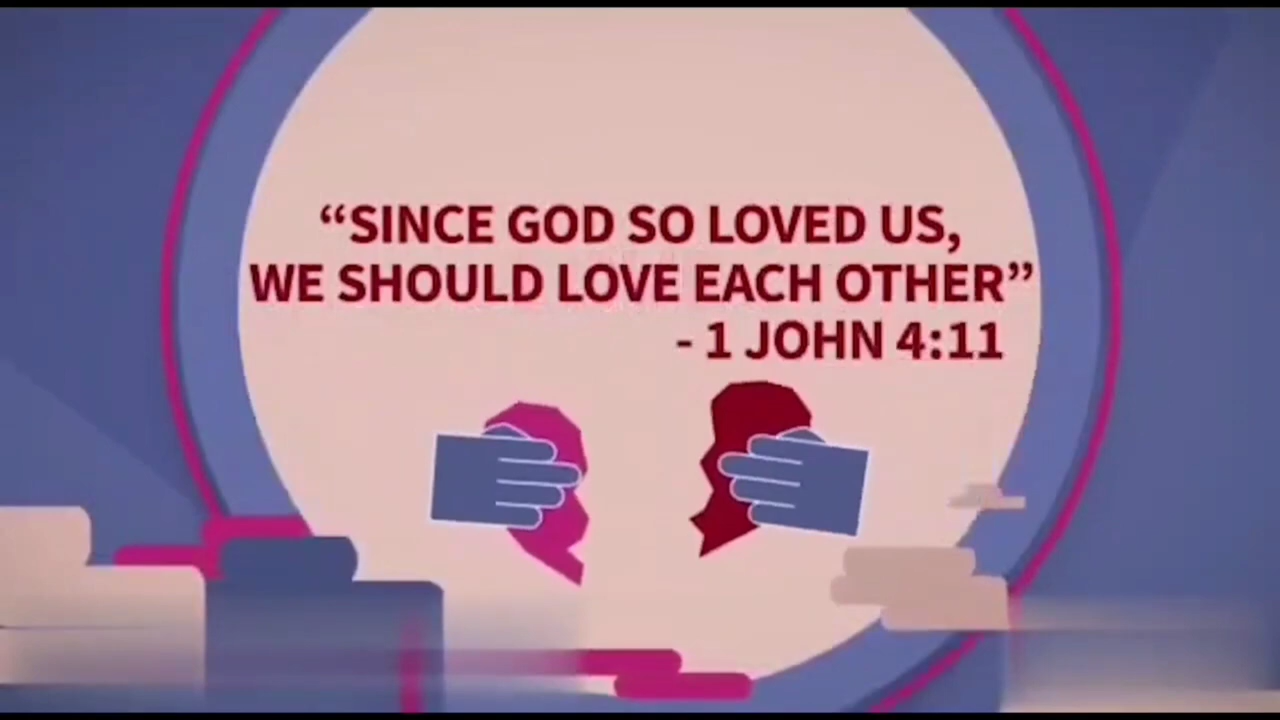 “SINCE GOD SO LOVED US,
WE SHOULD LOVE EACH OTHER”
- 1 JOHN 4:11